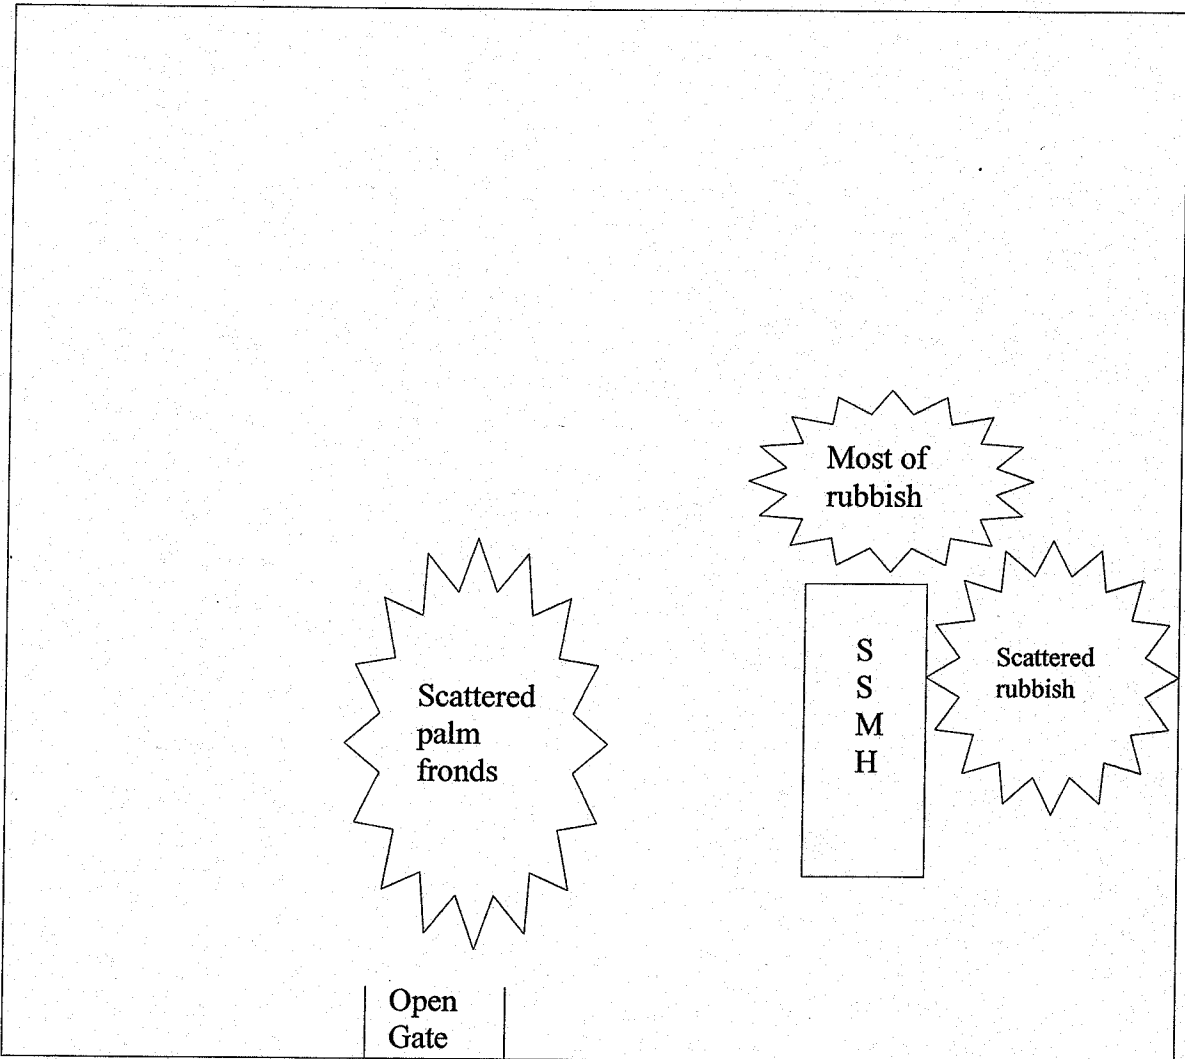 Most of
rubbish
S
S
M
H
Scattered
rubbish
Scattered
palm
fronds
Open
Gate